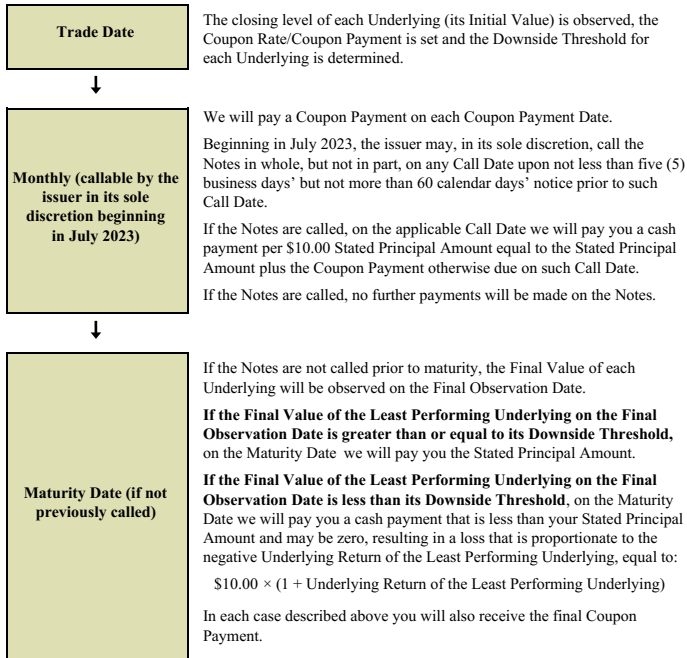 Trade Date
The closing level of each Underlying (its Initial Value) is observed, the
Coupon Rate/Coupon Payment is set and the Downside Threshold for
each Underlying is determined.
Monthly (callable by the
issuer in its sole
discretion beginning
in July 2023)
We will pay a Coupon Payment on each Coupon Payment Date.
Beginning in July 2023, the issuer may, in its sole discretion, call the
Notes in whole, but not in part, on any Call Date upon not less than five (5)
business days’ but not more than 60 calendar days’ notice prior to such
Call Date.
If the Notes are called, on the applicable Call Date we will pay you a cash
payment per $10.00 Stated Principal Amount equal to the Stated Principal
Amount plus the Coupon Payment otherwise due on such Call Date.
If the Notes are called, no further payments will be made on the Notes.
Maturity Date (if not
previously called)
If the Notes are not called prior to maturity, the Final Value of each
Underlying will be observed on the Final Observation Date.
If the Final Value of the Least Performing Underlying on the Final
Observation Date is greater than or equal to its Downside Threshold,
on the Maturity Date we will pay you the Stated Principal Amount.
If the Final Value of the Least Performing Underlying on the Final
Observation Date is less than its Downside Threshold, on the Maturity
Date we will pay you a cash payment that is less than your Stated Principal
Amount and may be zero, resulting in a loss that is proportionate to the
negative Underlying Return of the Least Performing Underlying, equal to:
$10.00 × (1 + Underlying Return of the Least Performing Underlying)
In each case described above you will also receive the final Coupon
Payment.